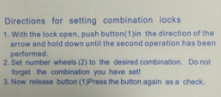 Directions for setting combination locks
1. With the lock open, push button(1)in the direction of the
arrow and hold down until the second operation has been
performed.
2. Set number wheels (2) to the desired combination. Do not
forget the combination you have set!
3. Now release button (1)Press the button again as a check.